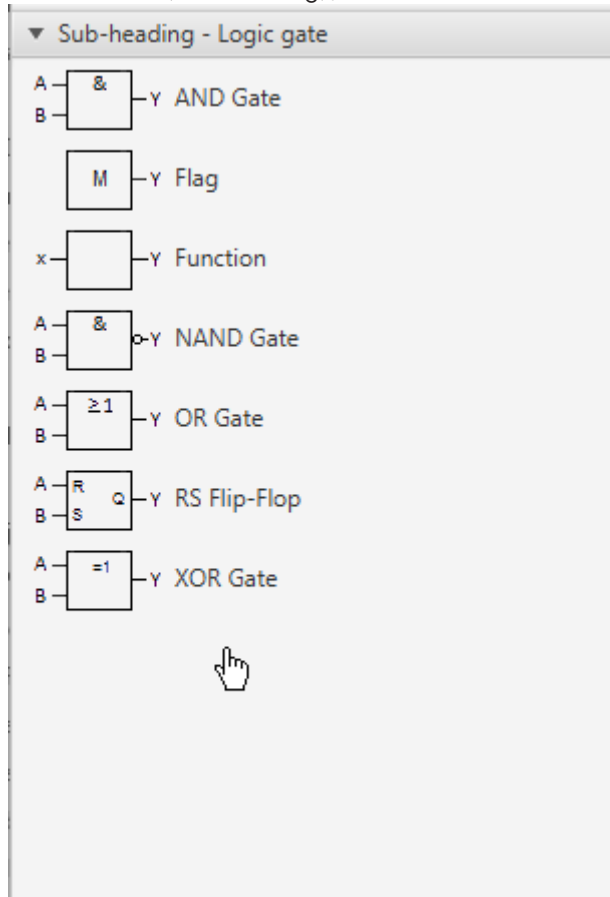 Sub-heading - Logic gate
A & Y AND Gate
B
M Y Flag
x Y Function
A & Y NAND Gate
B
A ≥1 Y OR Gate
B
A R Q Y RS Flip-Flop
B S
A =1 Y XOR Gate
B